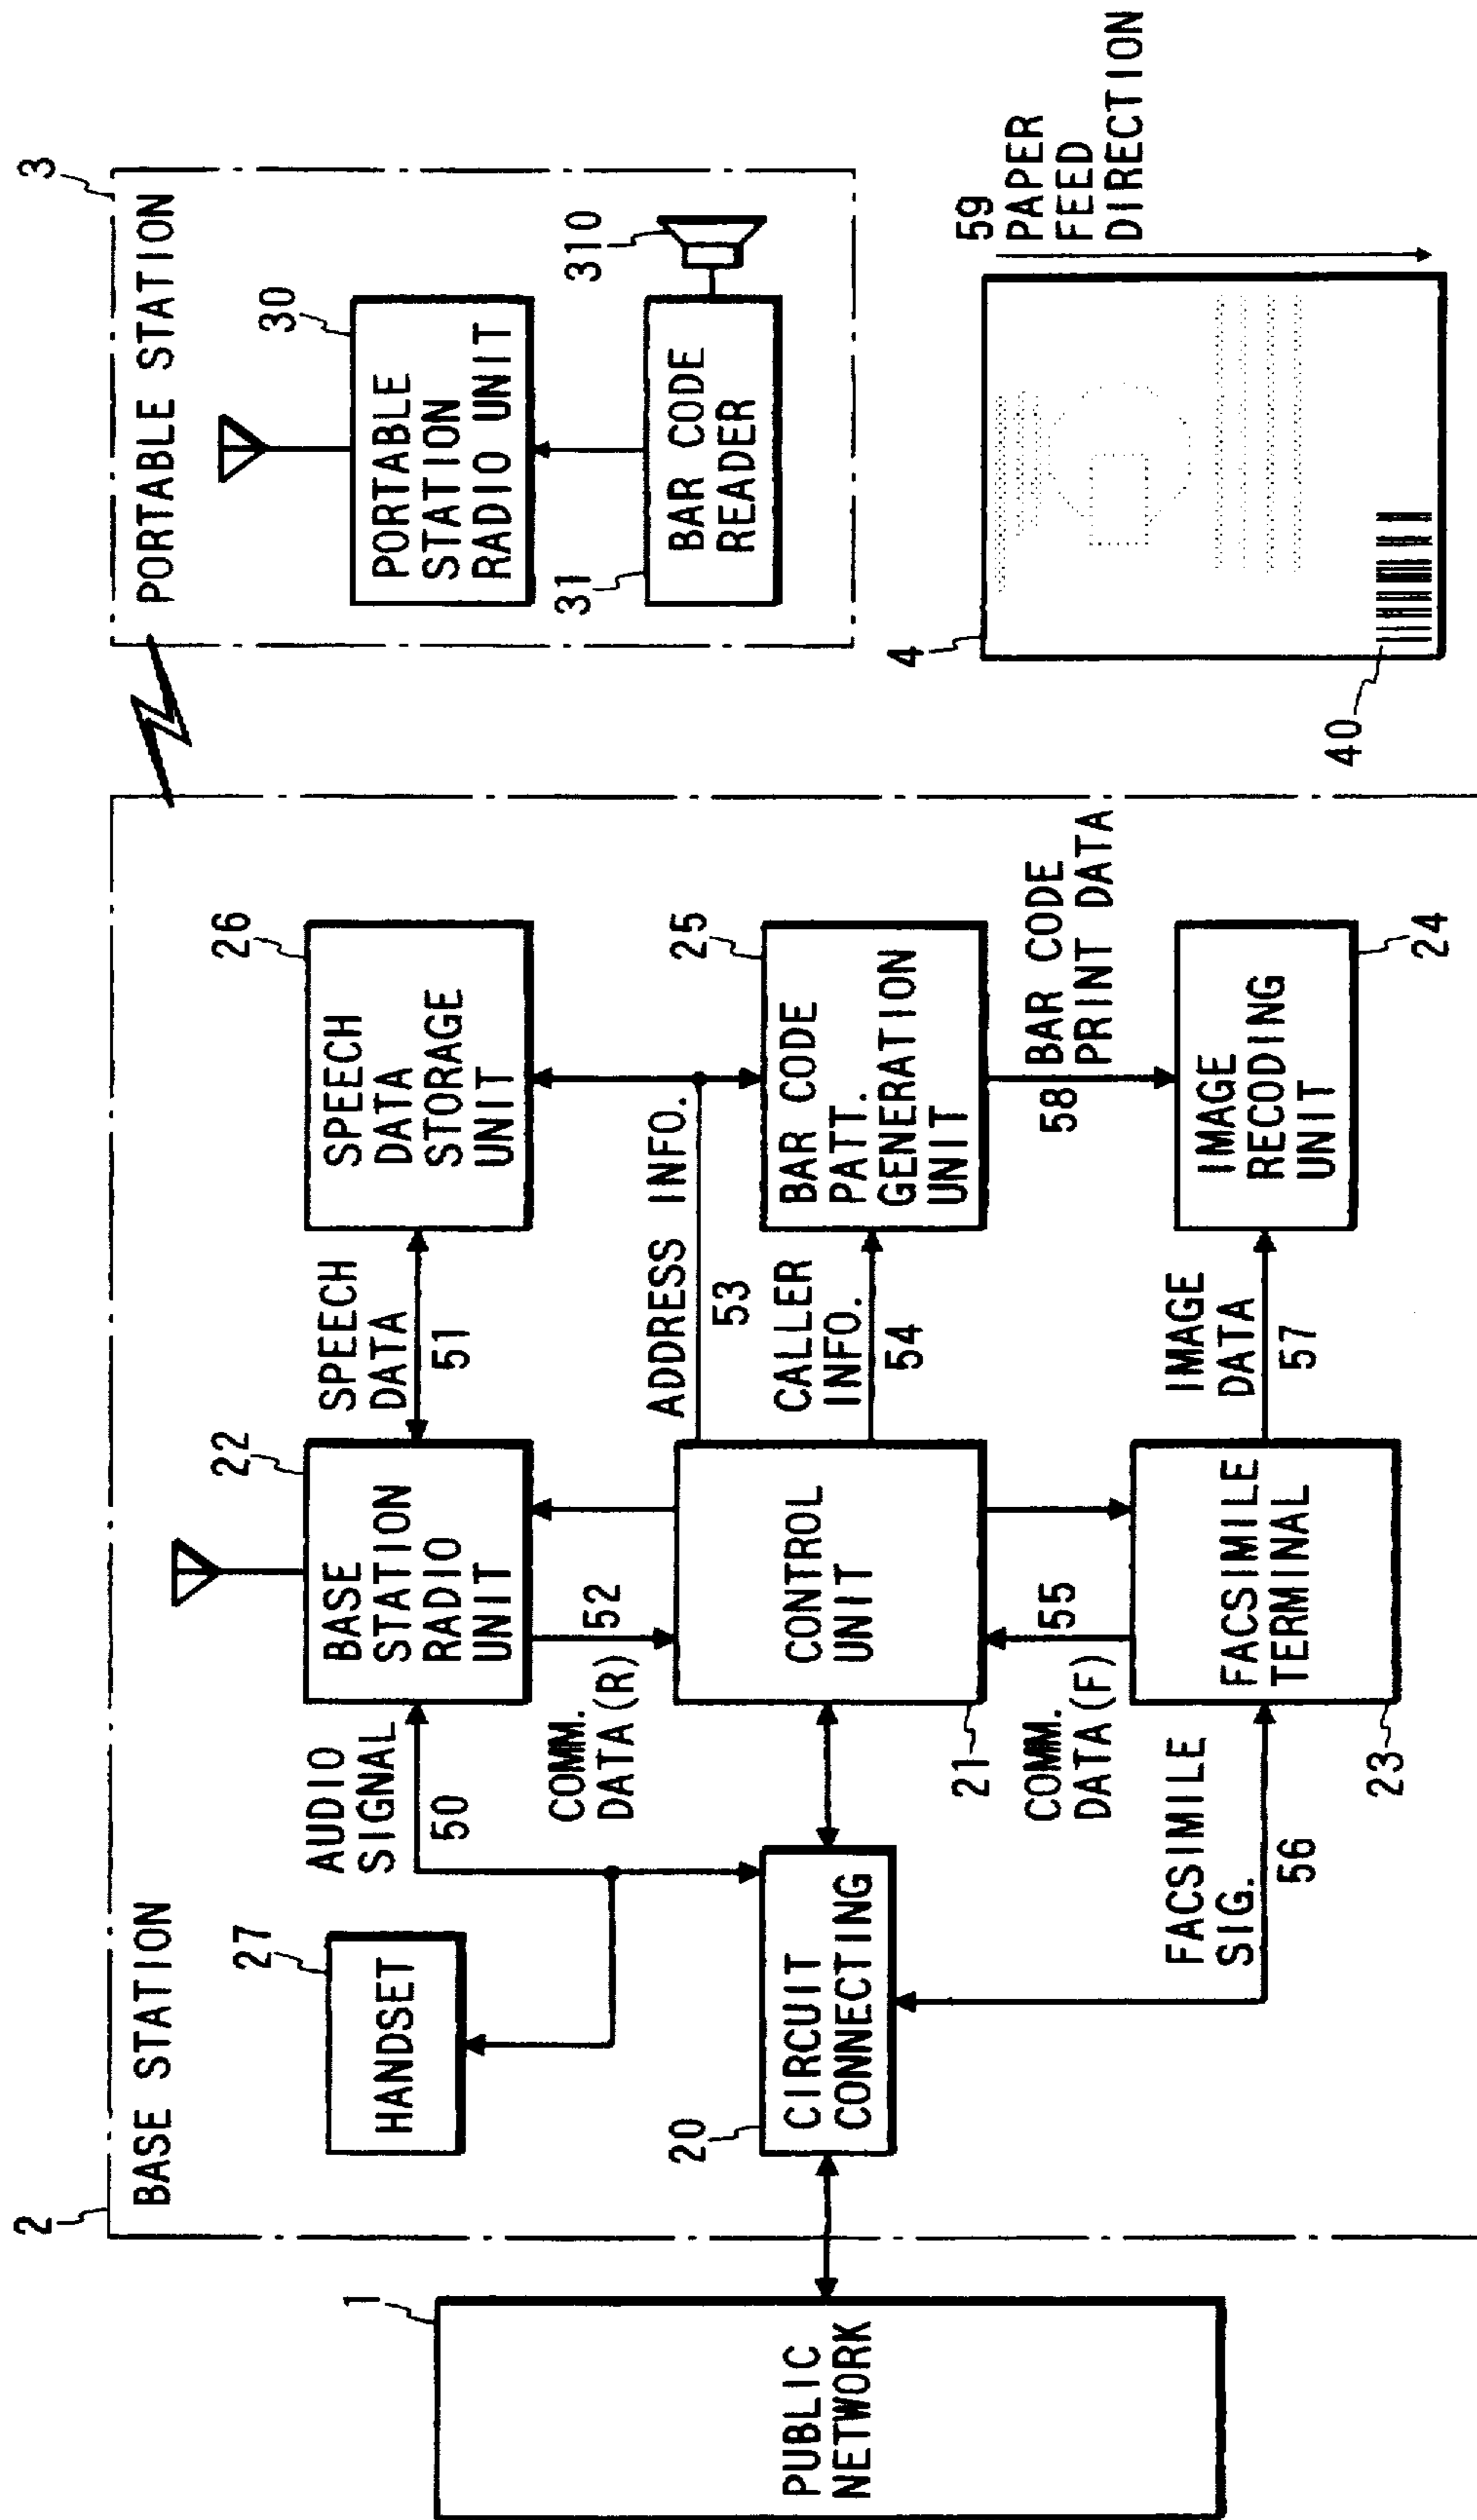 2
BASE STATION
1
PUBLIC
NETWORK
27
HANDSET
AUDIO
SIGNAL
50
22
BASE
STATION
RADIO
UNIT
SPEECH
DATA
51
26
SPEECH
DATA
STORAGE
UNIT
COMM.
DATA(R)
52
20
CIRCUIT
CONNECTING
CONTROL
UNIT
21
ADDRESS INFO.
53
CALLER
INFO.
54
25
BAR CODE
PATT.
GENERATION
UNIT
COMM.
DATA(F)
55
58
BAR CODE
PRINT DATA
FACSIMILE
SIG.
56
FACSIMILE
TERMINAL
23
IMAGE
DATA
57
IMAGE
RECODING
UNIT
24
3
PORTABLE STATION
30
PORTABLE
STATION
RADIO UNIT
31
BAR CODE
READER
310
4
40
59
PAPER
FEED
DIRECTION